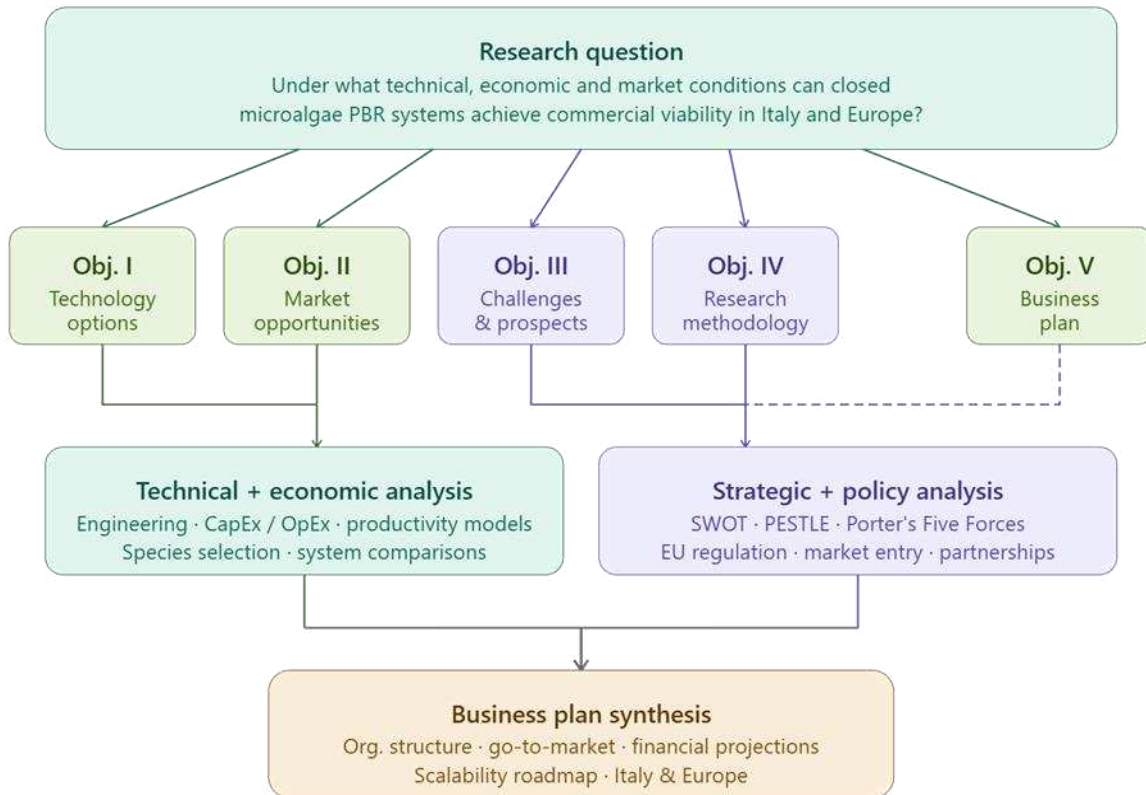 Research question
Under what technical, economic and market conditions can closed
microalgae PBR systems achieve commercial viability in Italy and Europe?
Obj. I
Technology
options
Obj. II
Market
opportunities
Obj. III
Challenges
& prospects
Obj. IV
Research
methodology
Obj. V
Business
plan
Technical + economic analysis
Engineering · CapEx / OpEx · productivity models
Species selection · system comparisons
Strategic + policy analysis
SWOT · PESTLE · Porter's Five Forces
EU regulation · market entry · partnerships
Business plan synthesis
Org. structure · go-to-market · financial projections
Scalability roadmap · Italy & Europe